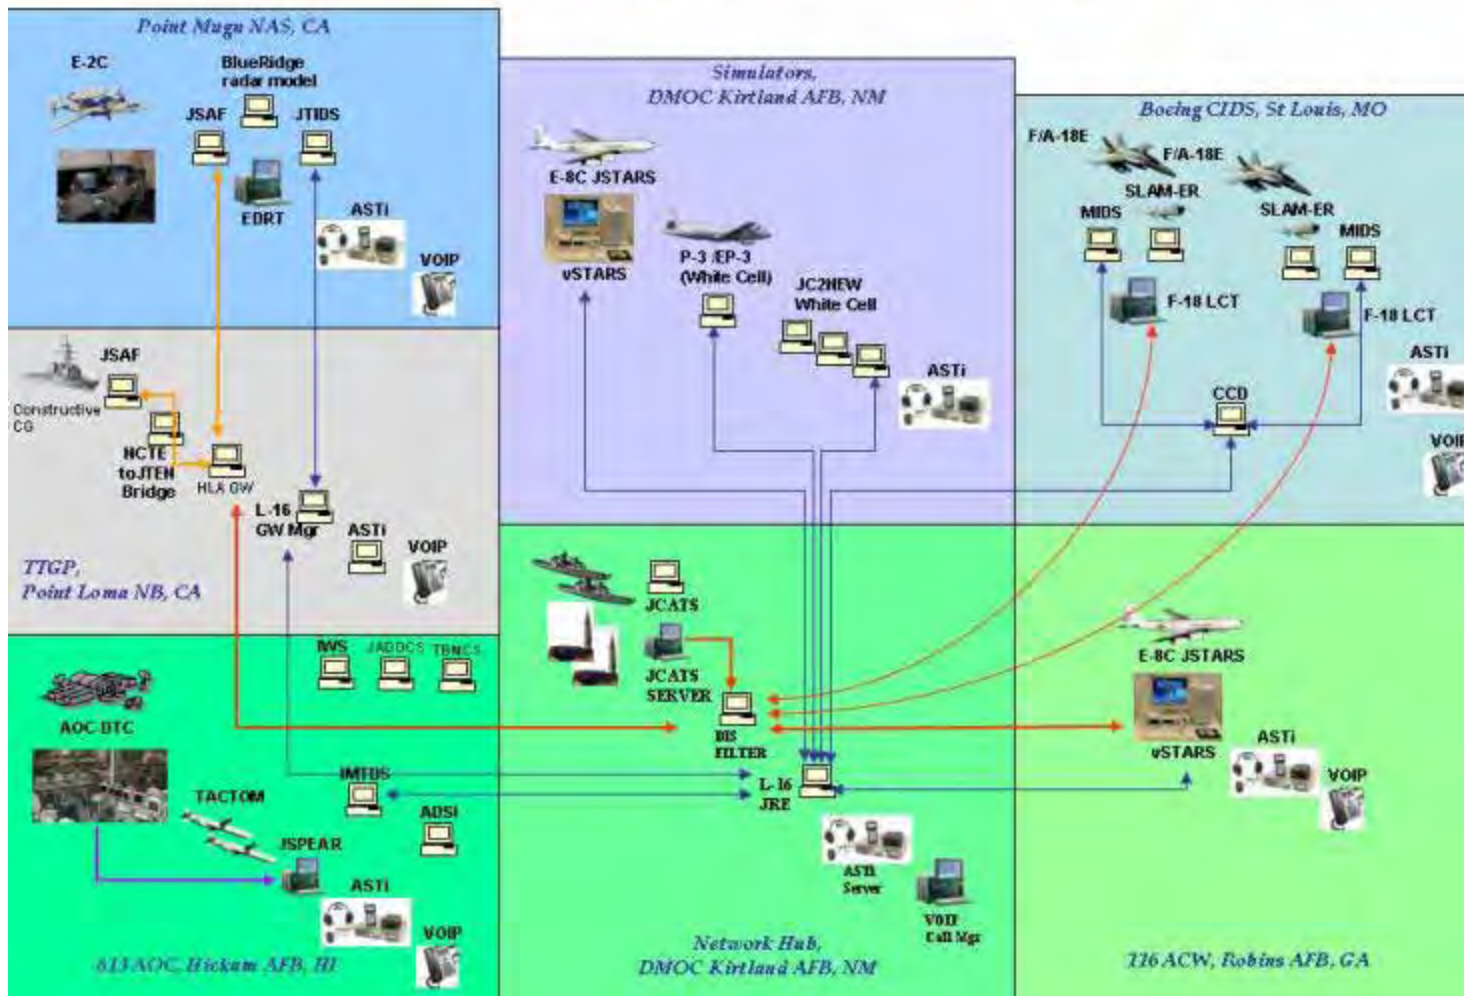 Point Mugu NAS, CA
E-2C
BlueRidge
radar model
JSAF
JTIDS
EDRT
ASTi
VOIP
Simulators,
DMOC Kirtland AFB, NM
E-8C JSTARS
vSTARS
P-3 /EP-3
(White Cell)
JC2NEW
White Cell
ASTi
Boeing CIDS, St Louis, MO
F/A-18E
F/A-18E
SLAM-ER
MIDS
SLAM-ER
MIDS
F-18 LCT
F-18 LCT
ASTi
CCD
VOIP
JSAF
Constructive
CG
NCTE
toJTEN
Bridge
HLA GW
L-16
GW Mgr
ASTi
VOIP
TTGP,
Point Loma NB, CA
IWS
JADOCS
TBMCS
AOC DTC
IMTDS
TACTOM
ADSI
JSPEAR
ASTi
VOIP
613 AOC, Hickam AFB, HI
JCATS
JCATS
SERVER
DIS
FILTER
L-16
JRE
ASTi
Server
VOIP
Call Mgr
Network Hub,
DMOC Kirtland AFB, NM
E-8C JSTARS
vSTARS
ASTi
VOIP
116 ACW, Robins AFB, GA